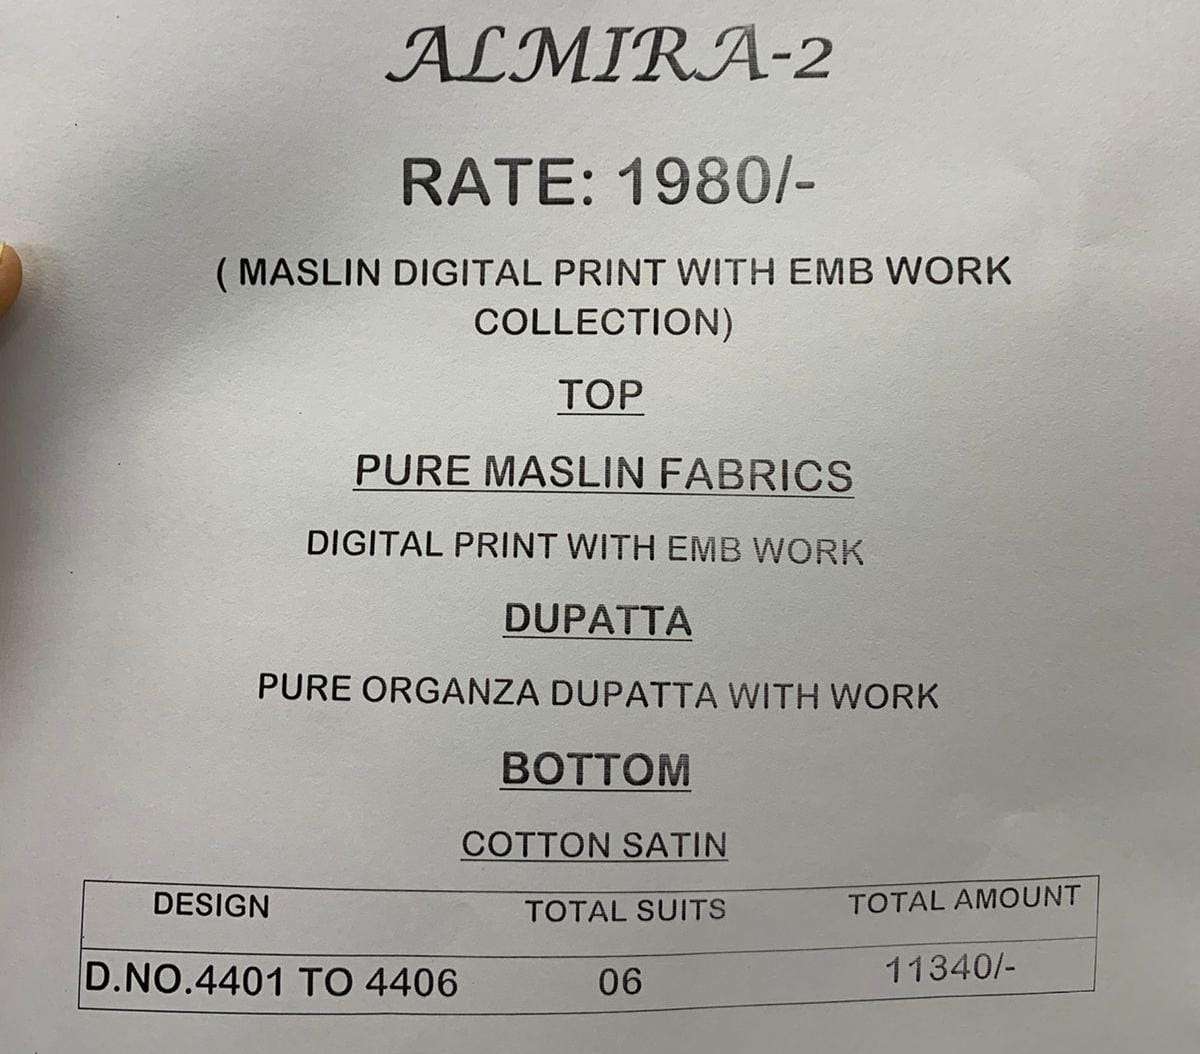 ALMIRA-2
RATE: 1980/-
( MASLIN DIGITAL PRINT WITH EMB WORK
COLLECTION)
TOP
PURE MASLIN FABRICS
DIGITAL PRINT WITH EMB WORK
DUPATTA
PURE ORGANZA DUPATTA WITH WORK
BOTTOM
COTTON SATIN
DESIGN TOTAL SUITS TOTAL AMOUNT
D.NO.4401 TO 4406 06 11340/-